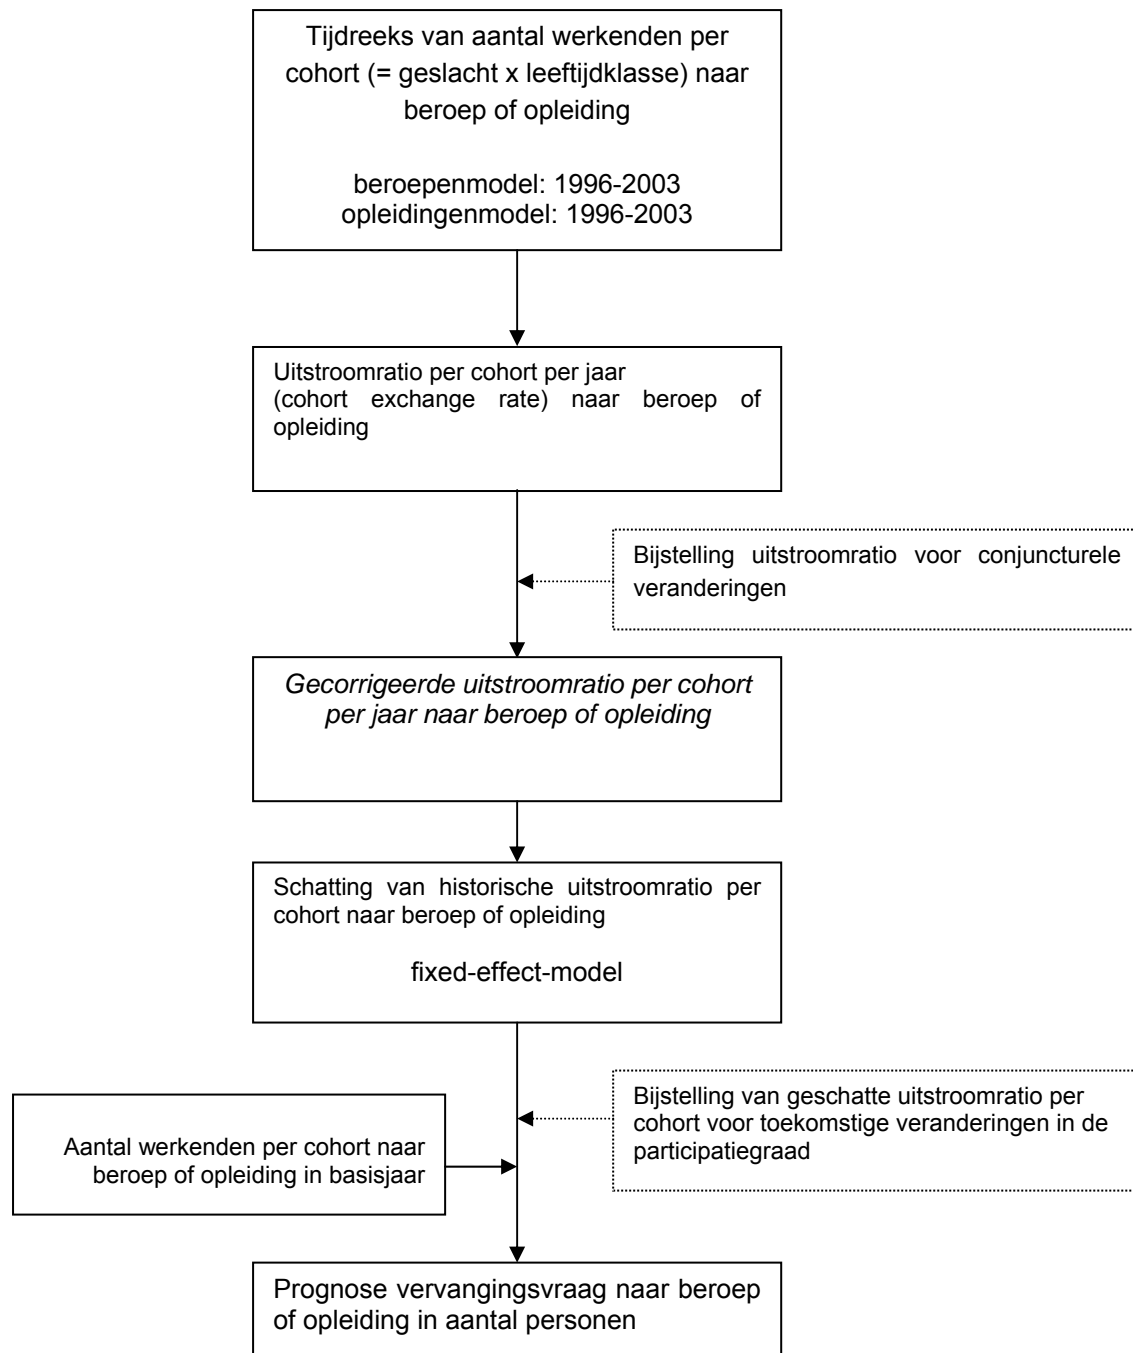 Tijdreeks van aantal werkenden per
cohort (= geslacht x leeftijdklasse) naar
beroep of opleiding
beroepenmodel: 1996-2003
opleidingenmodel: 1996-2003
Uitstroomratio per cohort per jaar
(cohort exchange rate) naar beroep of
opleiding
Bijstelling uitstroomratio voor conjuncturele
veranderingen
Gecorrigeerde uitstroomratio per cohort
per jaar naar beroep of opleiding
Schatting van historische uitstroomratio per
cohort naar beroep of opleiding
fixed-effect-model
Bijstelling van geschatte uitstroomratio per
cohort voor toekomstige veranderingen in de
participatiegraad
Aantal werkenden per cohort naar
beroep of opleiding in basisjaar
Prognose vervangingsvraag naar beroep
of opleiding in aantal personen